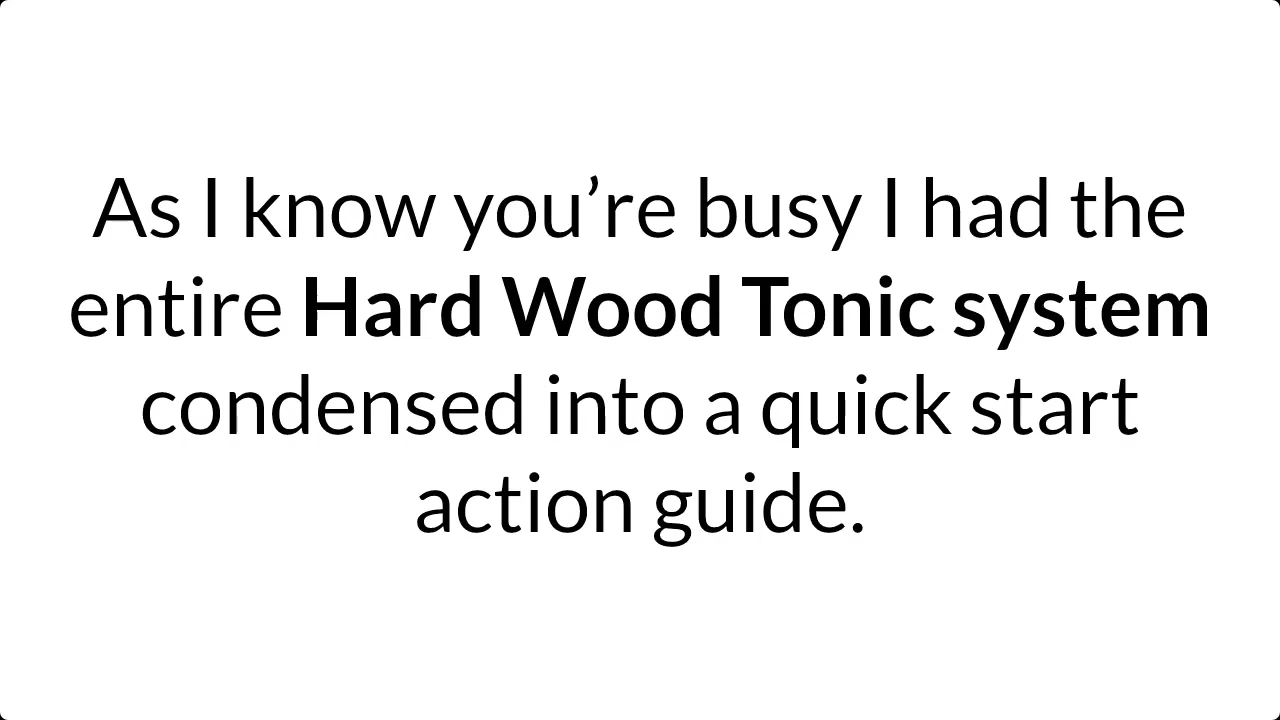 As I know you’re busy I had the
entire Hard Wood Tonic system
condensed into a quick start
action guide.